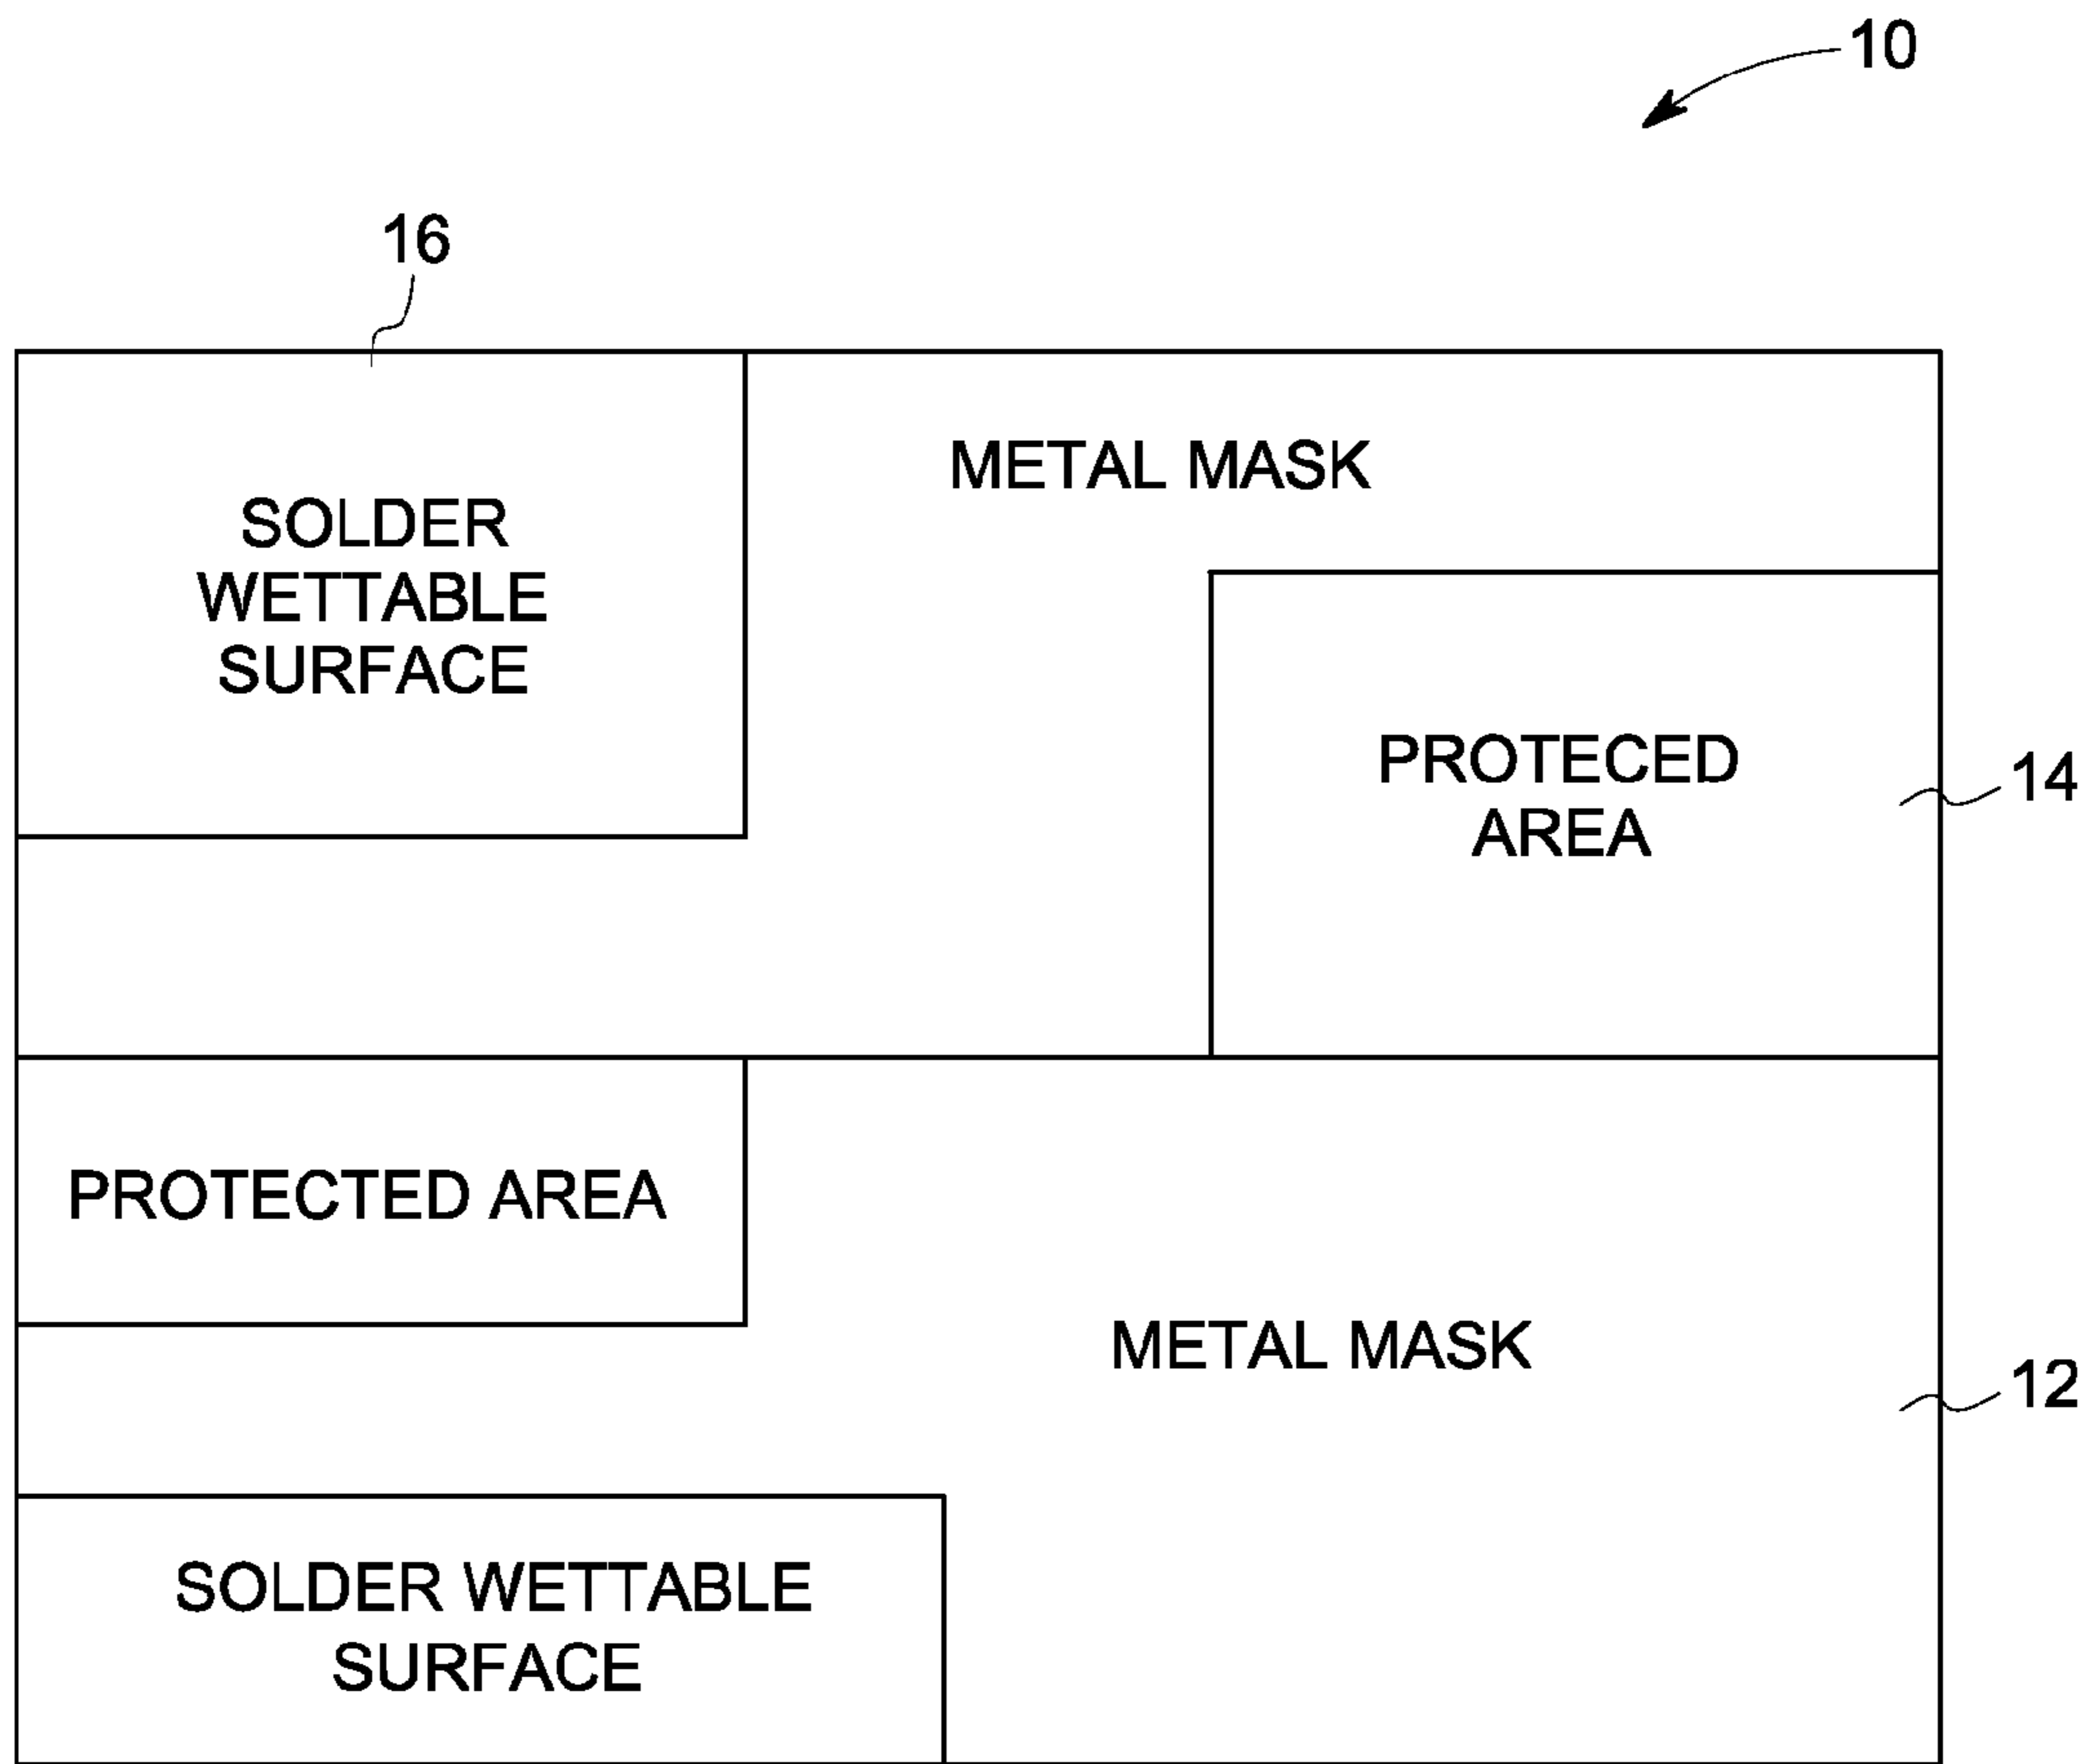 10
16
METAL MASK
SOLDER
WETTABLE
SURFACE
PROTECED
AREA
14
PROTECTED AREA
METAL MASK
12
SOLDER WETTABLE
SURFACE